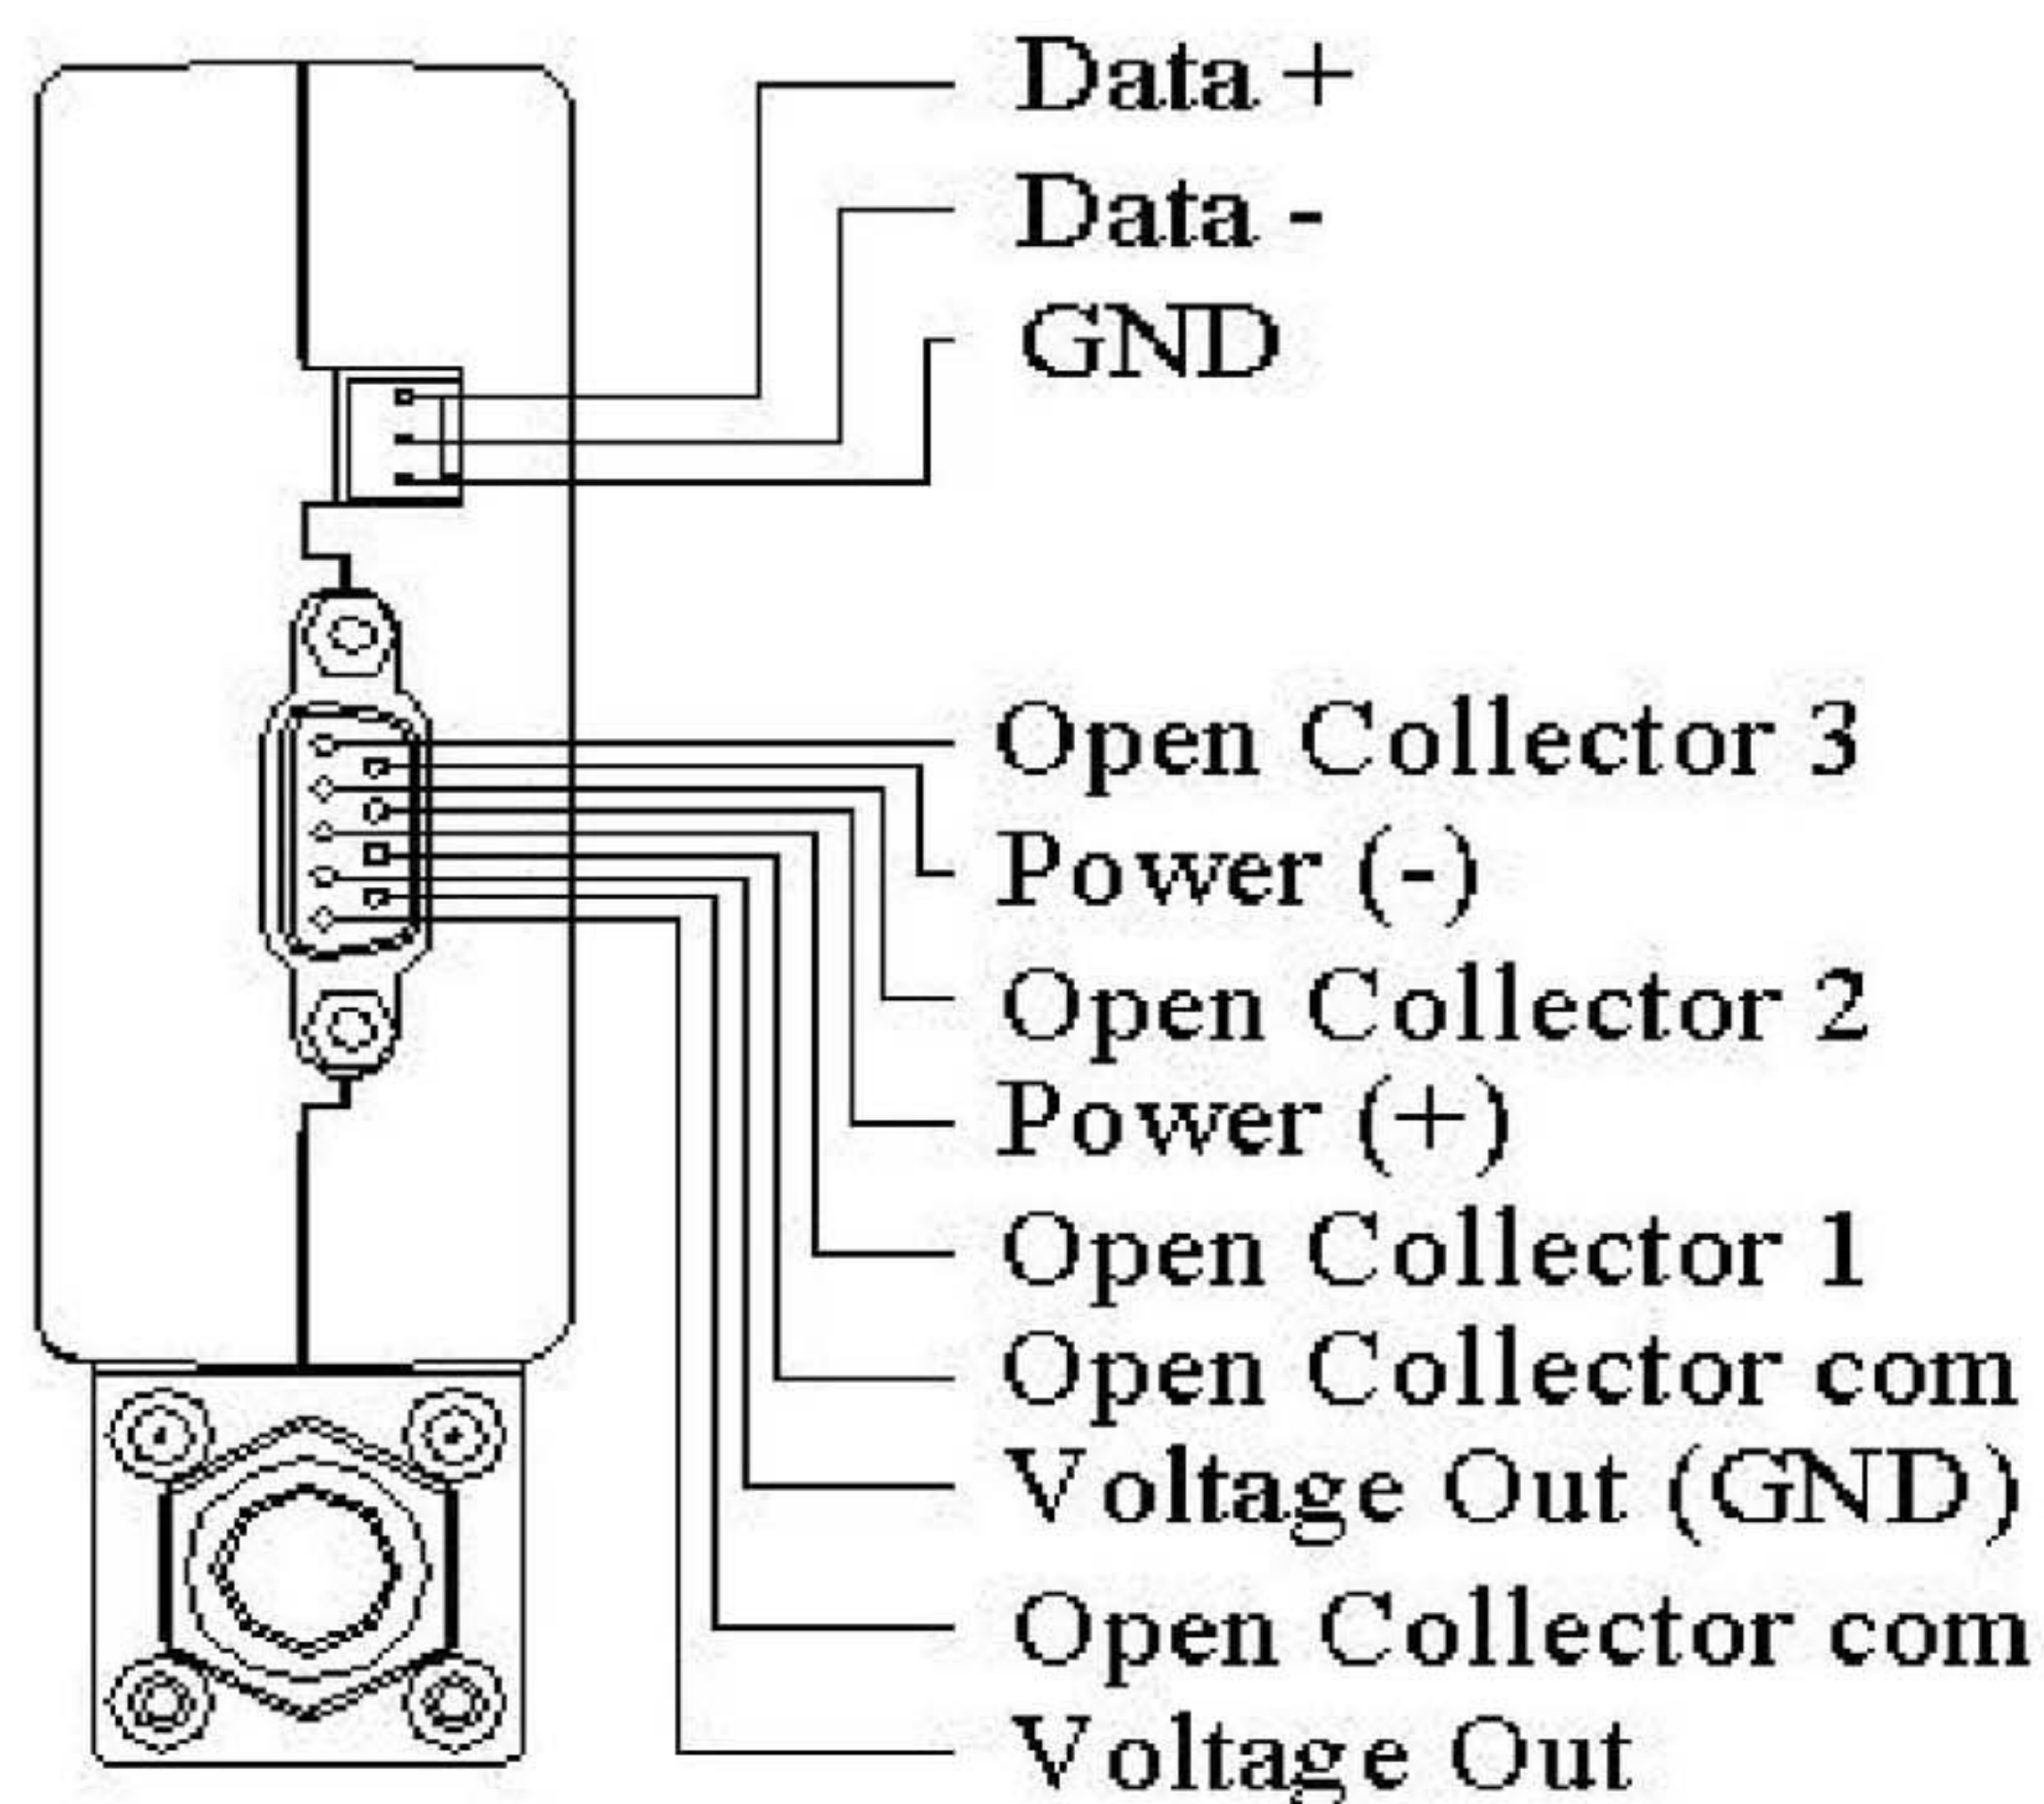 Data +
Data -
GND
Open Collector 3
Power (-)
Open Collector 2
Power (+)
Open Collector 1
Open Collector com
Voltage Out (GND)
Open Collector com
Voltage Out